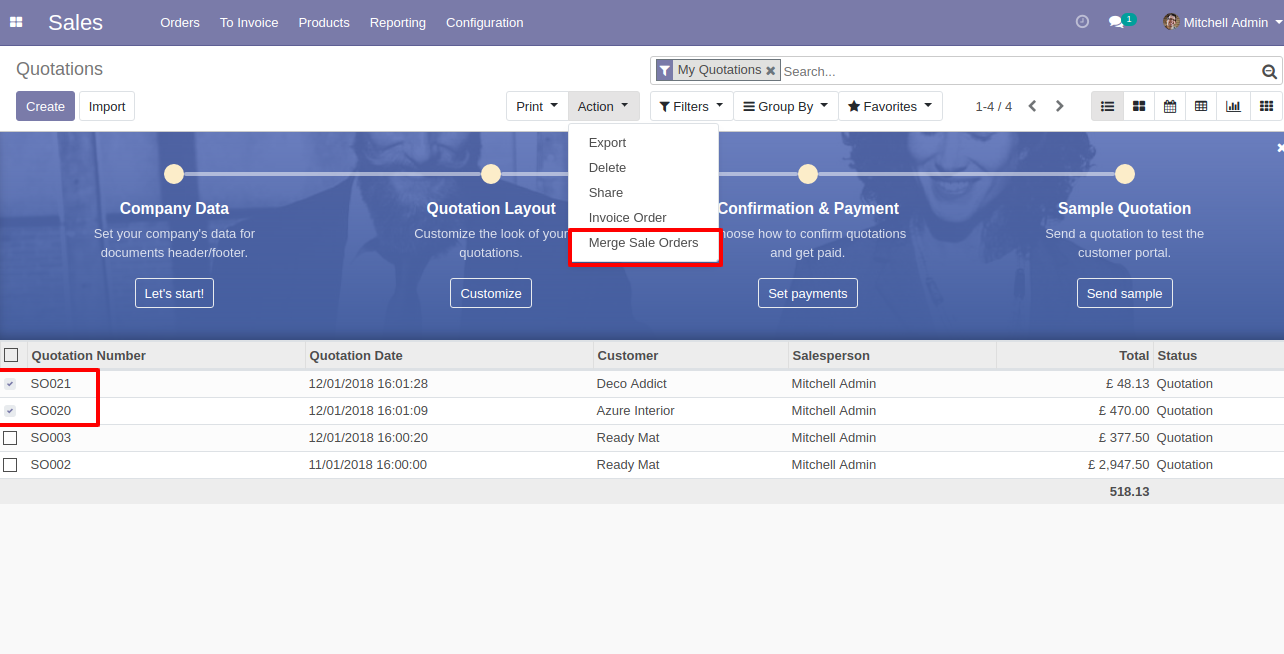 Sales Orders To Invoice Products Reporting Configuration 1 Mitchell Admin
Quotations
My Quotations Search...
Create Import Print Action Filters Group By Favorites 1-4 / 4
Export
Delete
Share
Invoice Order
Merge Sale Orders
Company Data
Set your company's data for
documents header/footer.
Let's start!
Quotation Layout
Customize the look of your
quotations.
Customize
Confirmation & Payment
hoose how to confirm quotations
and get paid.
Set payments
Sample Quotation
Send a quotation to test the
customer portal.
Send sample
Quotation Number Quotation Date Customer Salesperson Total Status
SO021 12/01/2018 16:01:28 Deco Addict Mitchell Admin £ 48.13 Quotation
SO020 12/01/2018 16:01:09 Azure Interior Mitchell Admin £ 470.00 Quotation
SO003 12/01/2018 16:00:20 Ready Mat Mitchell Admin £ 377.50 Quotation
SO002 11/01/2018 16:00:00 Ready Mat Mitchell Admin £ 2,947.50 Quotation
518.13